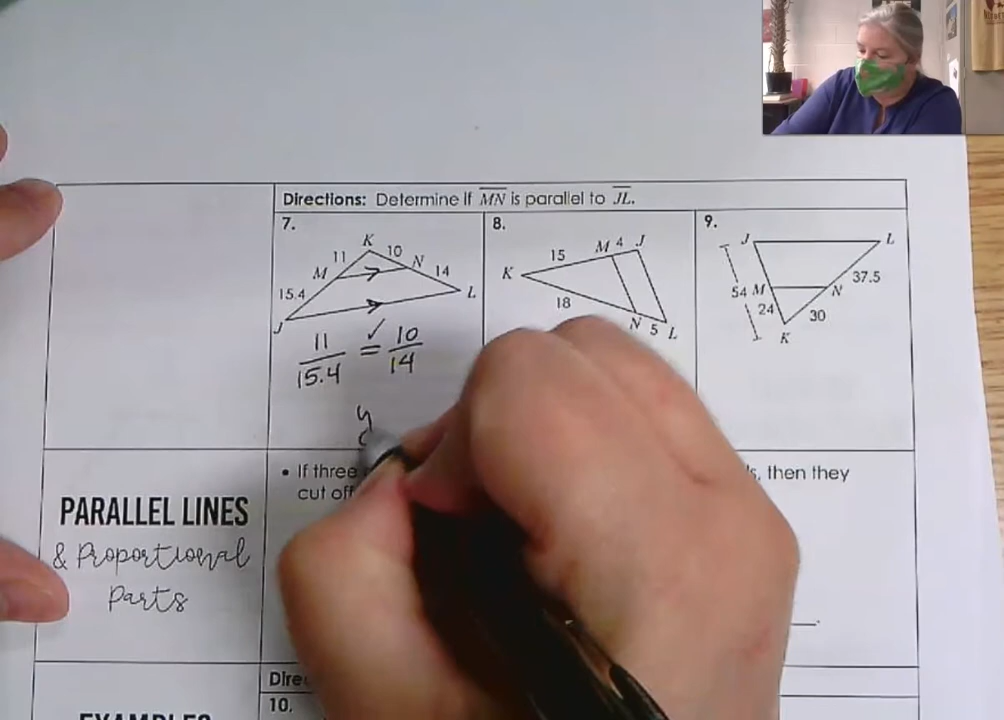 Directions: Determine if MN is parallel to JL.
7.
K
11
10
N
M
14
15.4
L
J
11/15.4 = 10/14
✓
y
8.
M 4 J
15
K
18
N 5 L
9.
J
L
37.5
54 M
N
24
30
K
PARALLEL LINES
& Proportional
Parts
• If three
, then they
cut off
Dire
10.
EXAMPLES